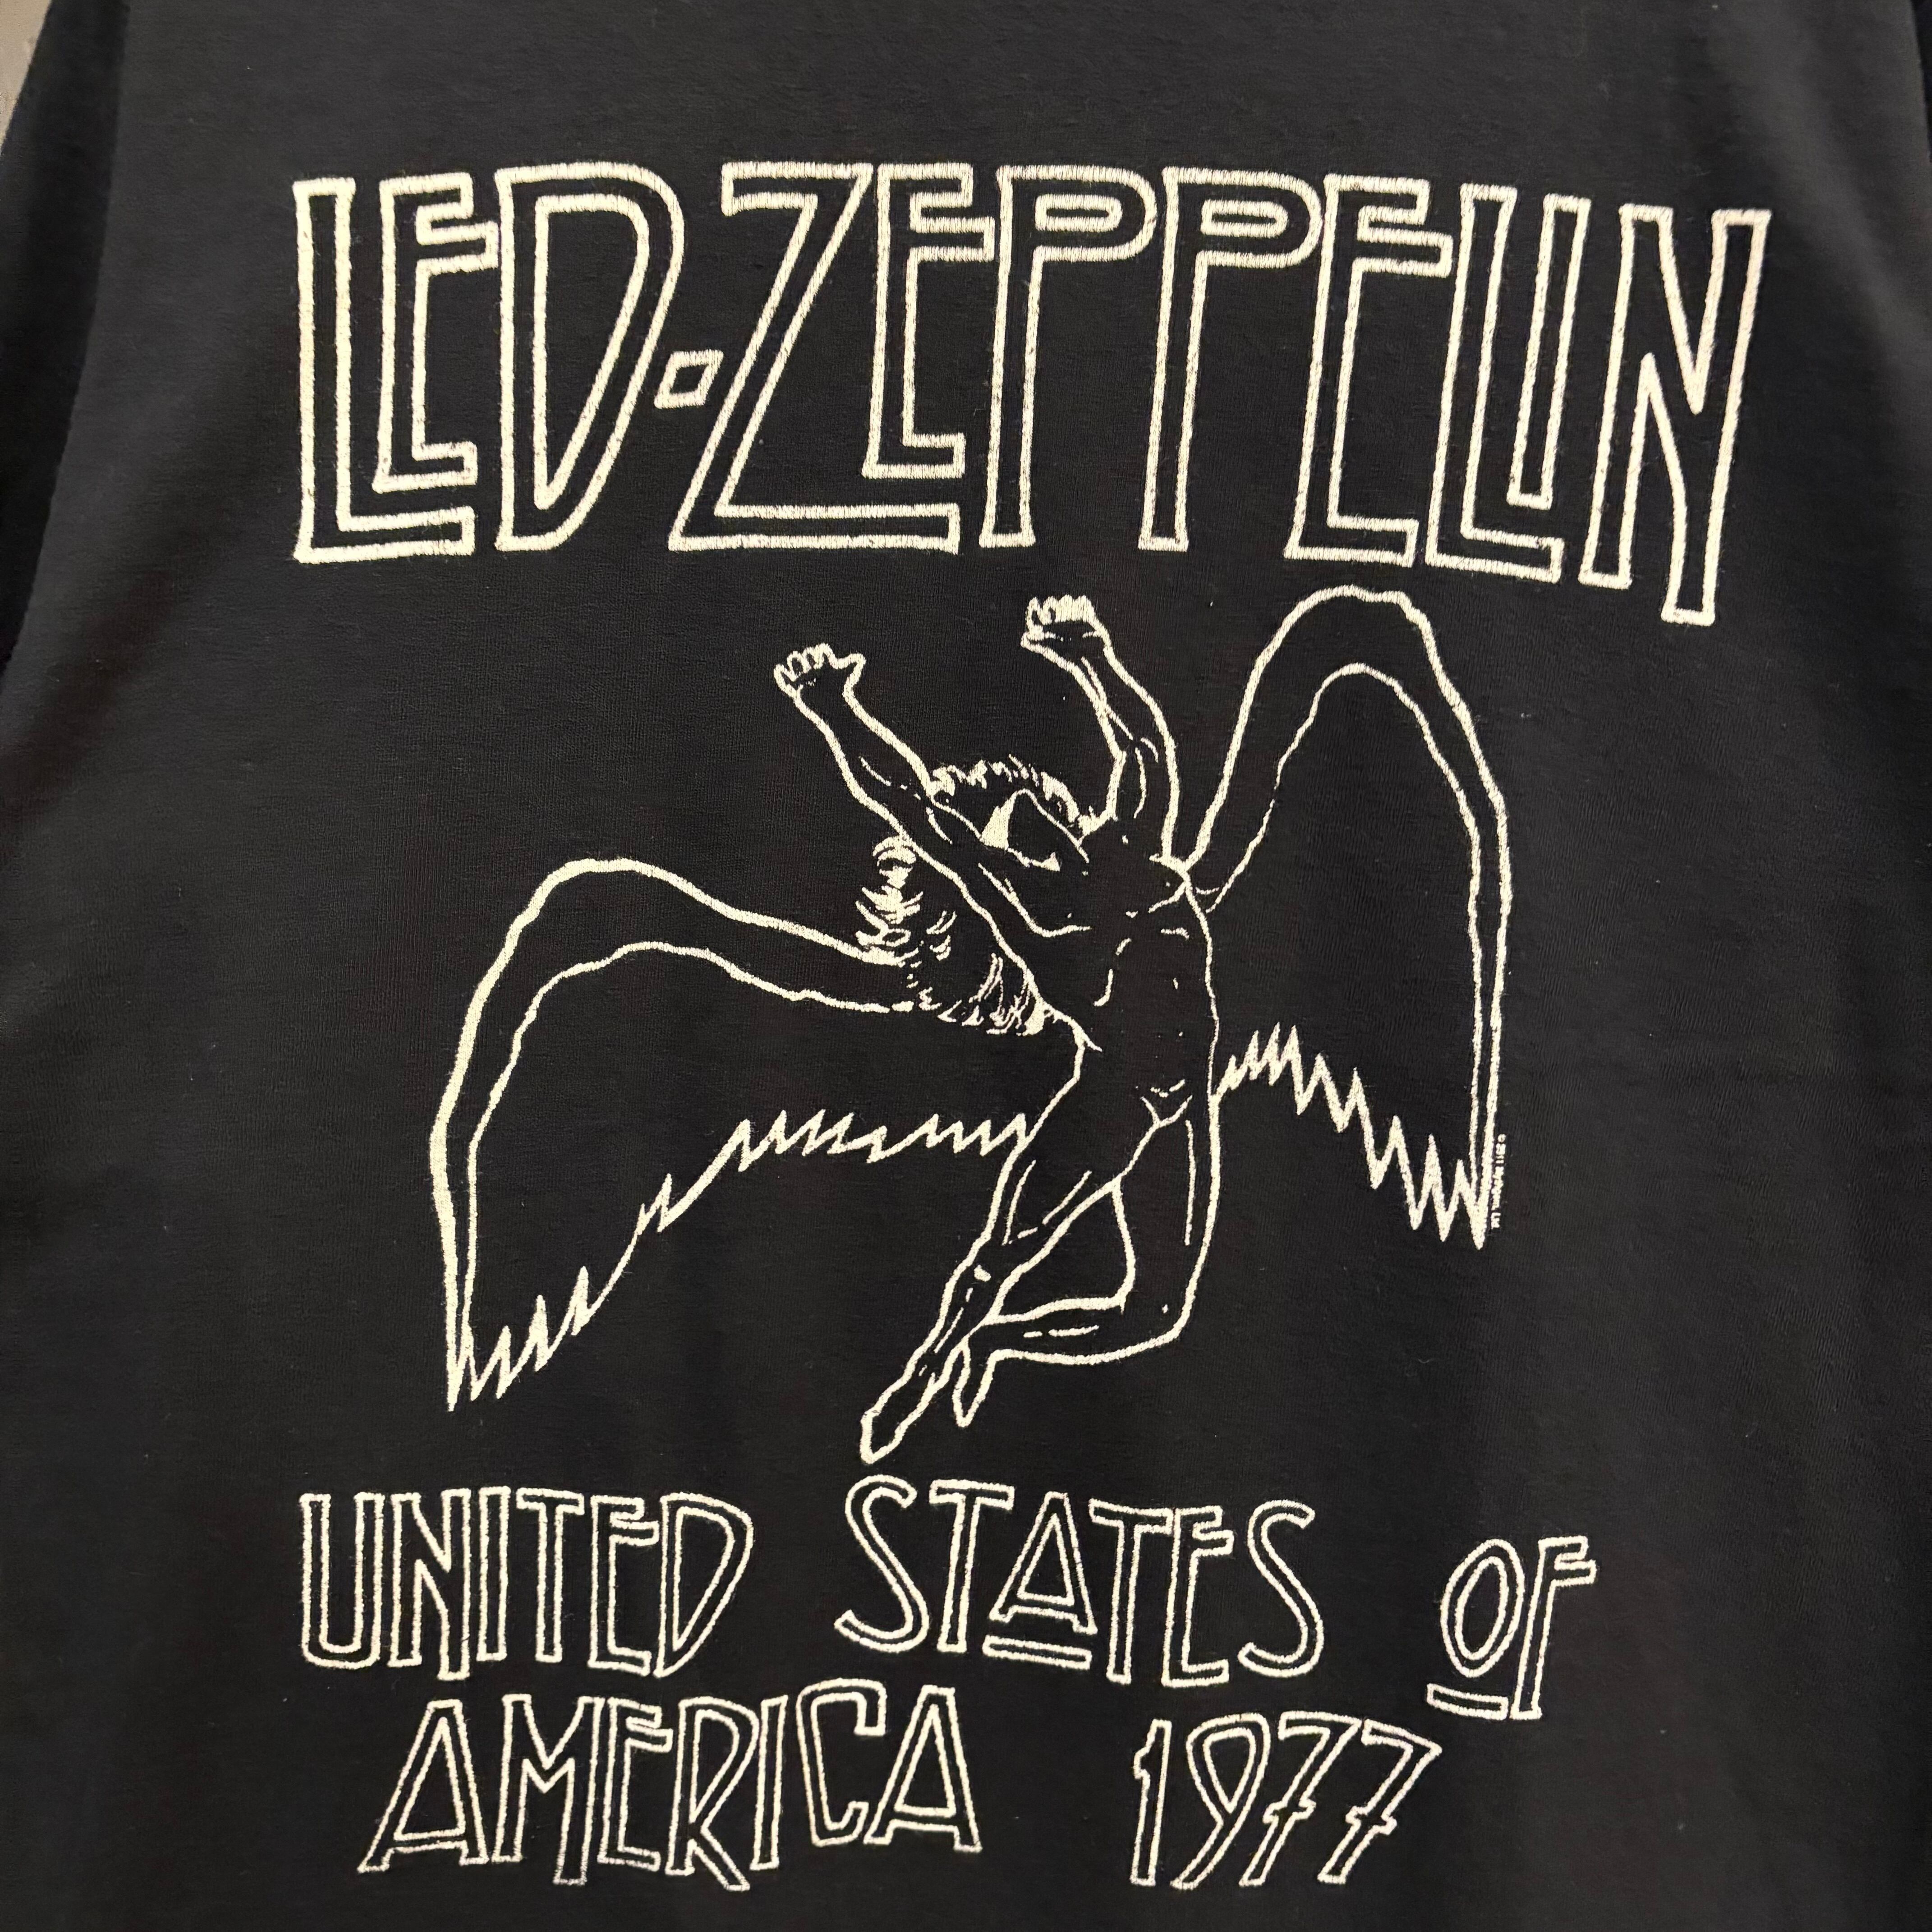 LED-ZEPPELIN
UNITED STATES OF
AMERICA 1977